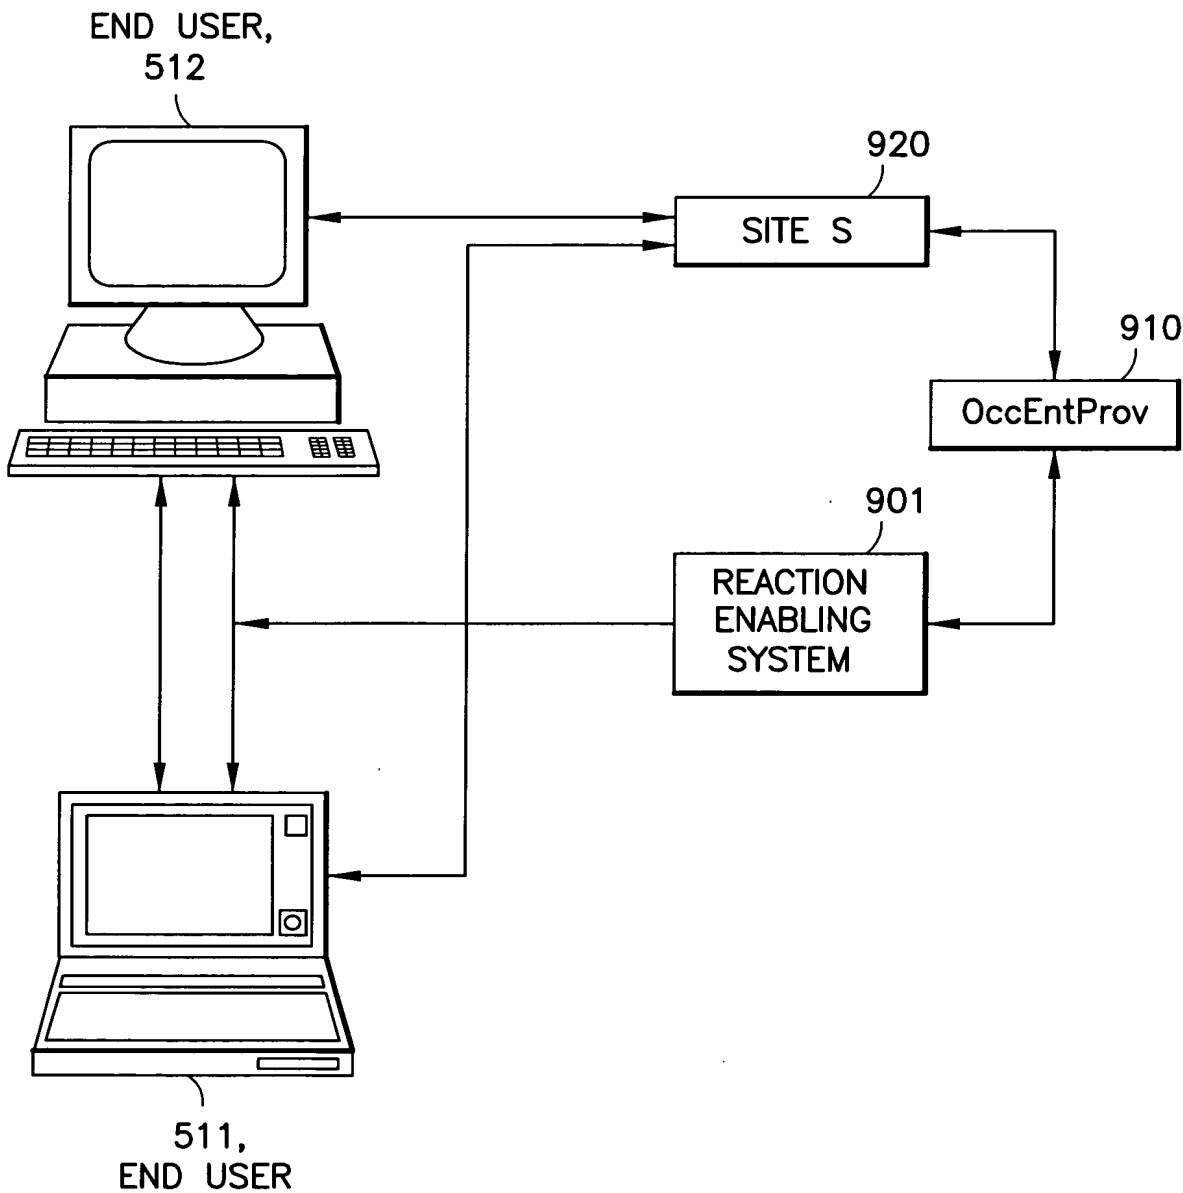 END USER,
512
920
SITE S
910
OccEntProv
901
REACTION
ENABLING
SYSTEM
511,
END USER